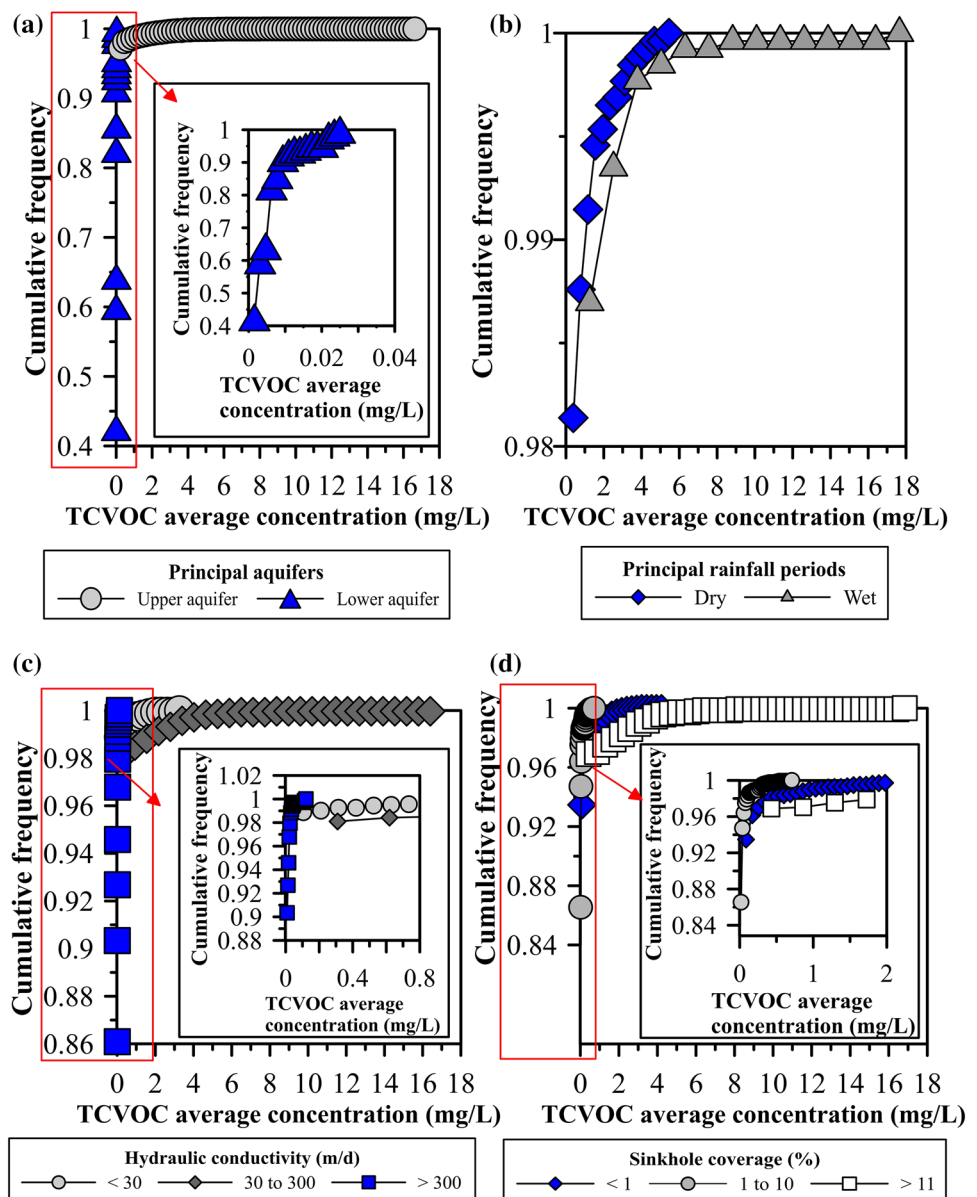 (a)
Cumulative frequency
1
0.9
0.8
0.7
0.6
0.5
0.4
0 2 4 6 8 10 12 14 16 18
TCVOC average concentration (mg/L)
Cumulative frequency
1
0.9
0.8
0.7
0.6
0.5
0.4
0 0.02 0.04
TCVOC average
concentration (mg/L)
Principal aquifers
Upper aquifer Lower aquifer
(b)
Cumulative frequency
1
0.99
0.98
0 2 4 6 8 10 12 14 16 18
TCVOC average concentration (mg/L)
Principal rainfall periods
Dry Wet
(c)
Cumulative frequency
1
0.98
0.96
0.94
0.92
0.9
0.88
0.86
0 2 4 6 8 10 12 14 16 18
TCVOC average concentration (mg/L)
Cumulative frequency
1.02
1
0.98
0.96
0.94
0.92
0.9
0.88
0 0.4 0.8
TCVOC average
concentration (mg/L)
Hydraulic conductivity (m/d)
< 30 30 to 300 > 300
(d)
Cumulative frequency
1
0.96
0.92
0.88
0.84
0 2 4 6 8 10 12 14 16 18
TCVOC average concentration (mg/L)
Cumulative frequency
1
0.96
0.92
0.88
0.84
0 1 2
TCVOC average
concentration (mg/L)
Sinkhole coverage (%)
< 1 1 to 10 > 11